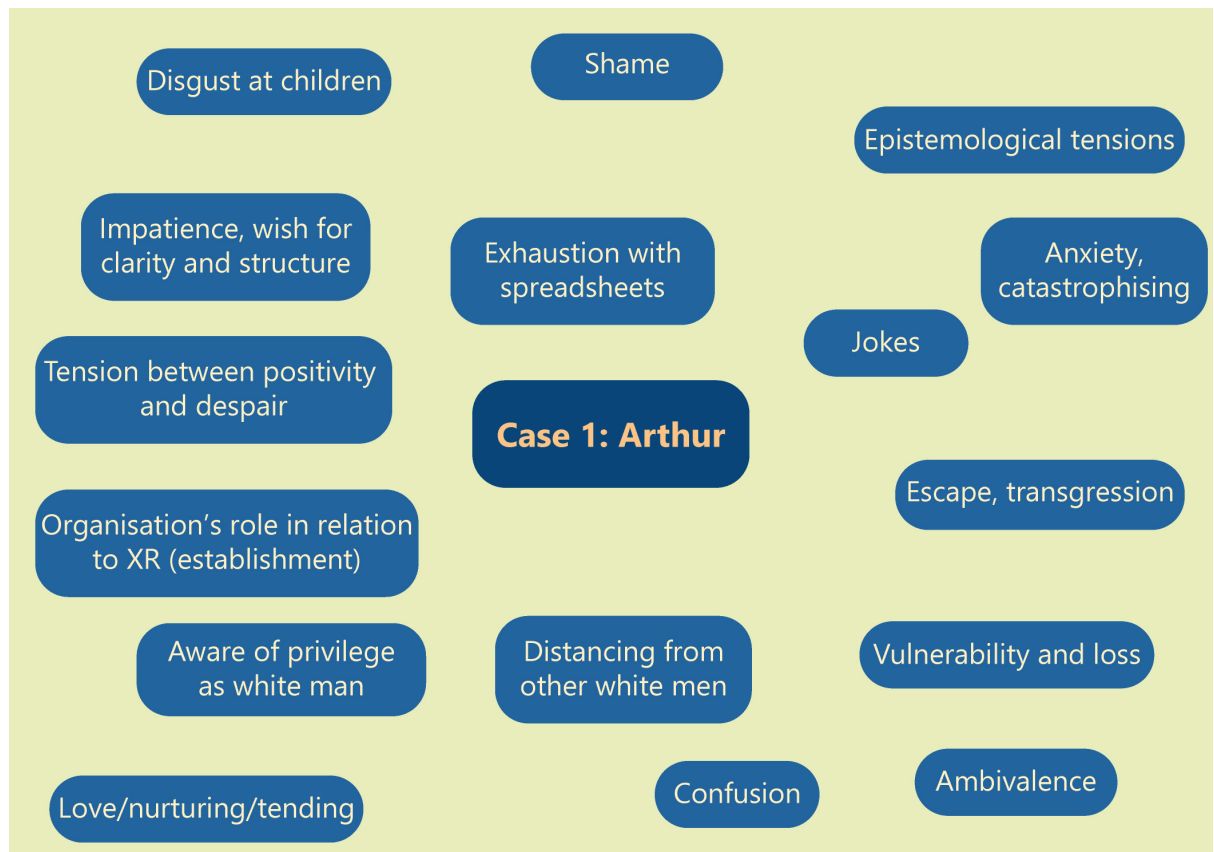 Disgust at children
Shame
Epistemological tensions
Impatience, wish for
clarity and structure
Exhaustion with
spreadsheets
Anxiety,
catastrophising
Jokes
Tension between positivity
and despair
Case 1: Arthur
Escape, transgression
Organisation’s role in relation
to XR (establishment)
Aware of privilege
as white man
Distancing from
other white men
Vulnerability and loss
Love/nurturing/tending
Confusion
Ambivalence